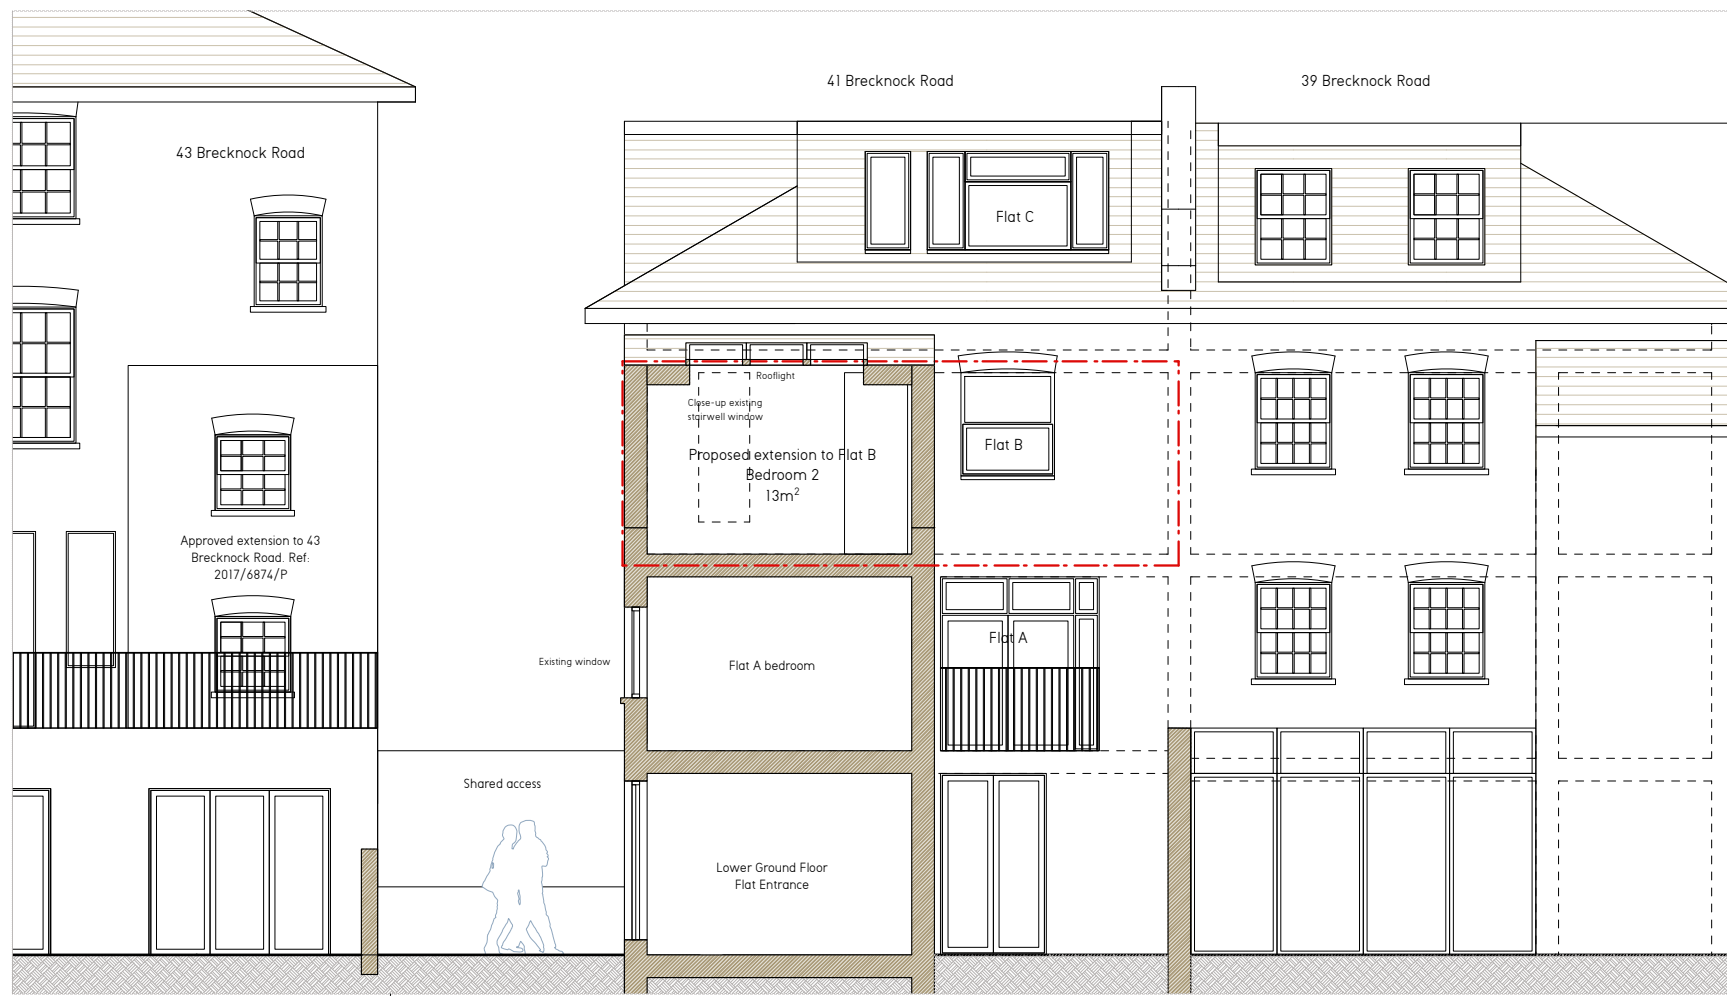 41 Brecknock Road
39 Brecknock Road
43 Brecknock Road
Flat C
Rooflight
Close-up existing
stairwell window
Proposed extension to Flat B
Bedroom 2
13m²
Flat B
Approved extension to 43
Brecknock Road. Ref:
2017/6874/P
Flat A
Existing window
Flat A bedroom
Shared access
Lower Ground Floor
Flat Entrance